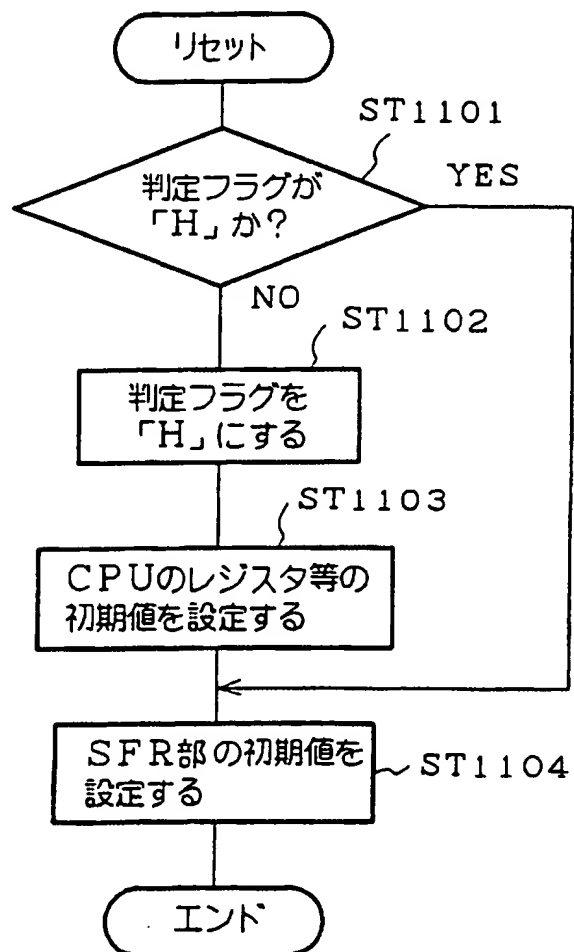 リセット
ST1101
判定フラグが
「H」か?
YES
NO
ST1102
判定フラグを
「H」にする
ST1103
CPUのレジスタ等の
初期値を設定する
SFR部の初期値を
設定する
ST1104
エンド